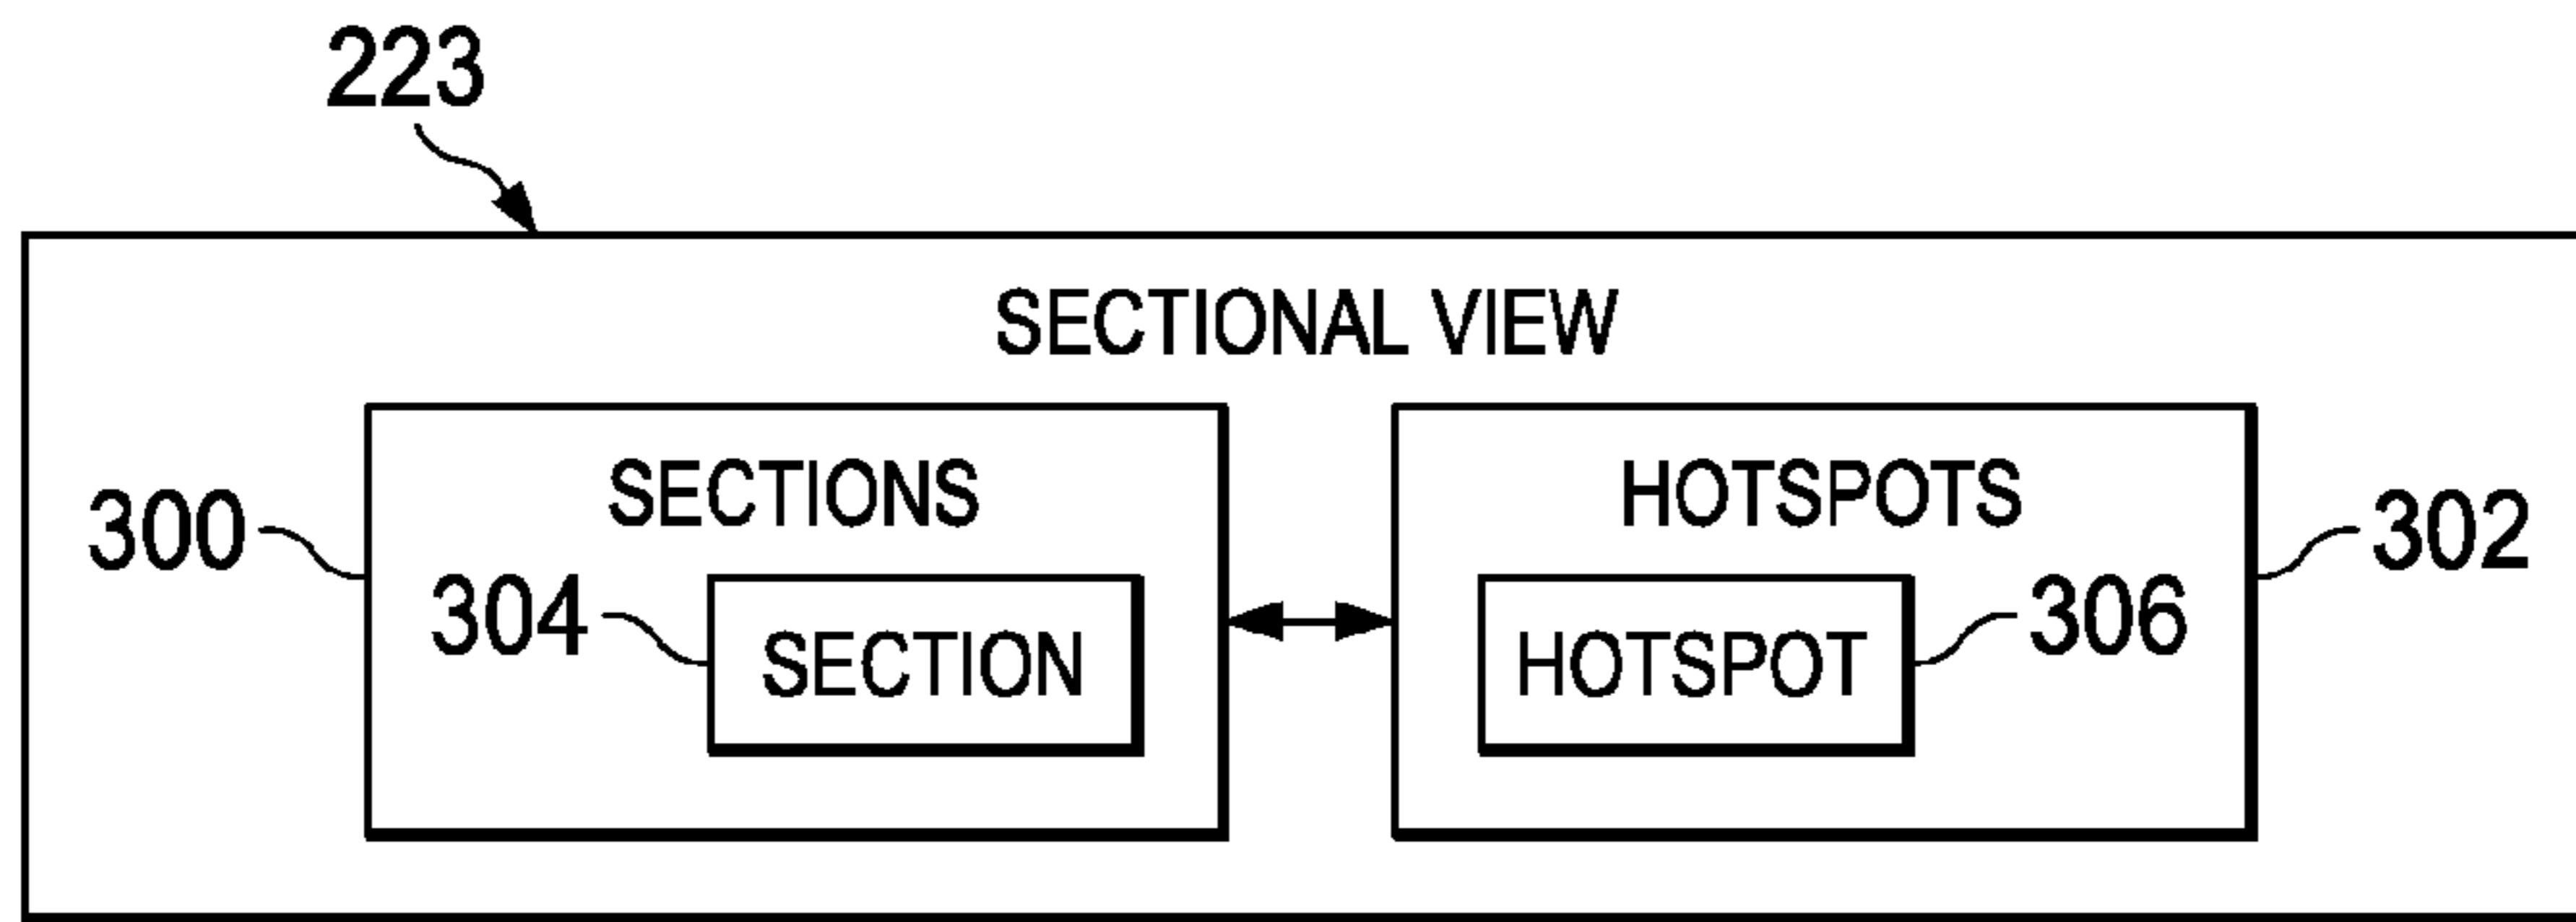 223
SECTIONAL VIEW
SECTIONS
HOTSPOTS
300
302
304
SECTION
HOTSPOT
306